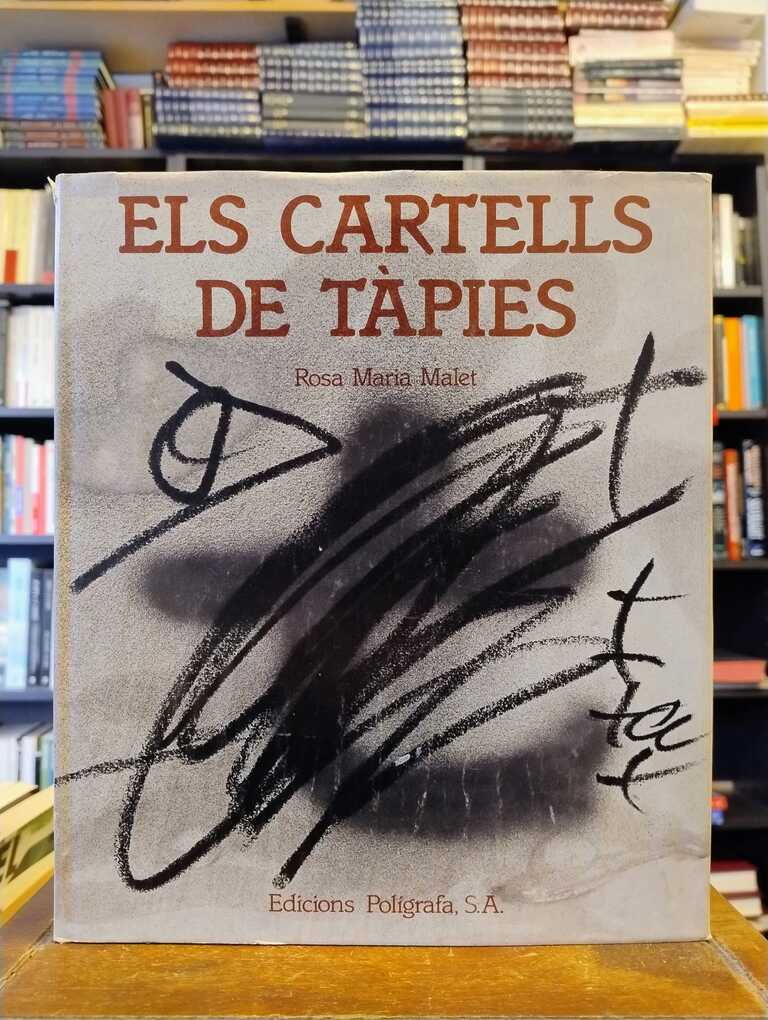 ELS CARTELLS
DE TÀPIES
Rosa Maria Malet
Edicions Polígrafa, S.A.